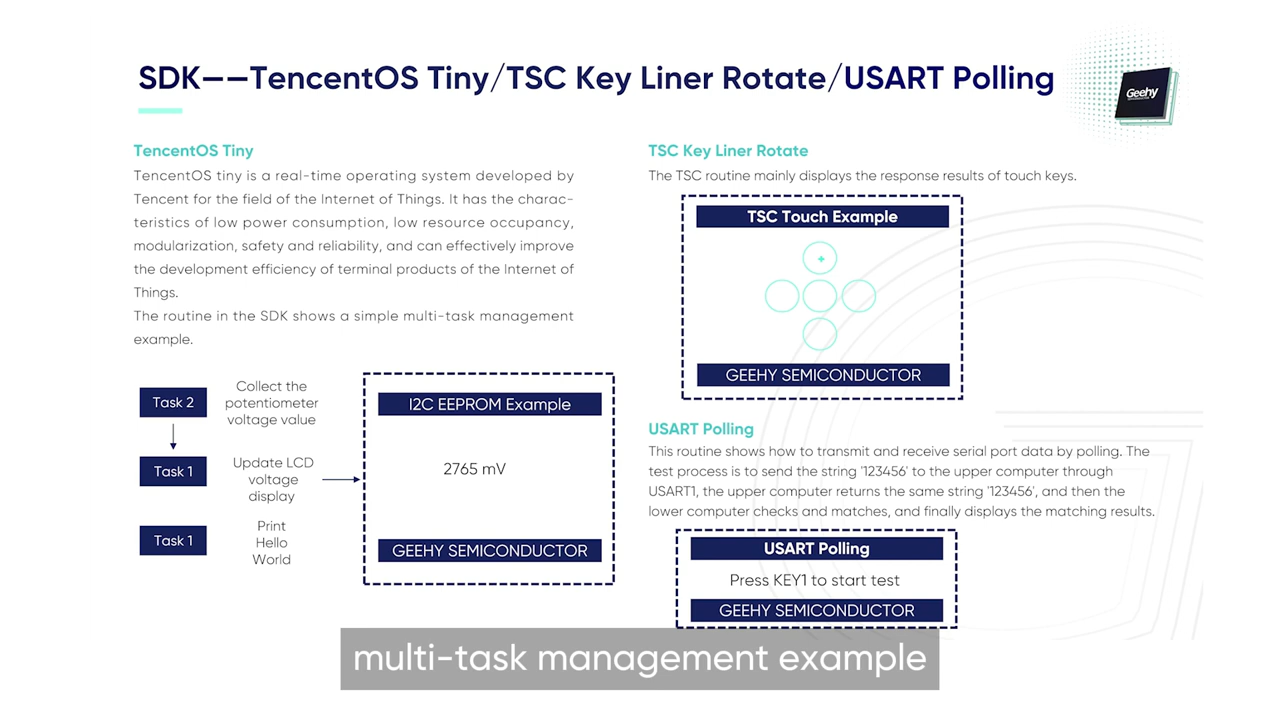 SDK——TencentOS Tiny/TSC Key Liner Rotate/USART Polling
Geehy
TencentOS Tiny
TencentOS tiny is a real-time operating system developed by
Tencent for the field of the Internet of Things. It has the charac-
teristics of low power consumption, low resource occupancy,
modularization, safety and reliability, and can effectively improve
the development efficiency of terminal products of the Internet of
Things.
The routine in the SDK shows a simple multi-task management
example.
Task 2
Collect the
potentiometer
voltage value
Task 1
Update LCD
voltage
display
Task 1
Print
Hello
World
I2C EEPROM Example
2765 mV
GEEHY SEMICONDUCTOR
TSC Key Liner Rotate
The TSC routine mainly displays the response results of touch keys.
TSC Touch Example
+
GEEHY SEMICONDUCTOR
USART Polling
This routine shows how to transmit and receive serial port data by polling. The
test process is to send the string '123456' to the upper computer through
USART1, the upper computer returns the same string '123456', and then the
lower computer checks and matches, and finally displays the matching results.
USART Polling
Press KEY1 to start test
GEEHY SEMICONDUCTOR
multi-task management example